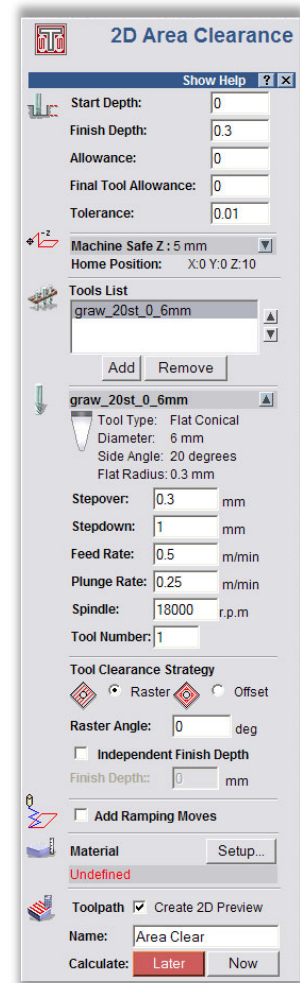 2D Area Clearance
Show Help ? X
Start Depth: 0
Finish Depth: 0.3
Allowance: 0
Final Tool Allowance: 0
Tolerance: 0.01
-z
Machine Safe Z : 5 mm
Home Position: X:0 Y:0 Z:10
Tools List
graw_20st_0_6mm
Add Remove
graw_20st_0_6mm
Tool Type: Flat Conical
Diameter: 6 mm
Side Angle: 20 degrees
Flat Radius: 0.3 mm
Stepover: 0.3 mm
Stepdown: 1 mm
Feed Rate: 0.5 m/min
Plunge Rate: 0.25 m/min
Spindle: 18000 r.p.m
Tool Number: 1
Tool Clearance Strategy
Raster Offset
Raster Angle: 0 deg
Independent Finish Depth
Finish Depth:: 0 mm
Add Ramping Moves
Material Setup...
Undefined
Toolpath Create 2D Preview
Name: Area Clear
Calculate: Later Now